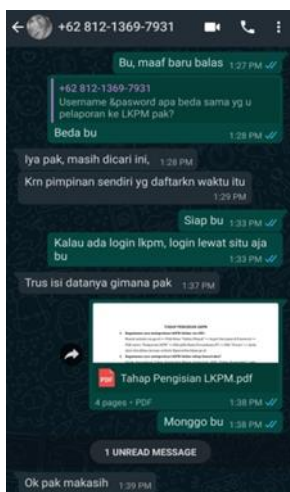 +62 812-1369-7931
Bu, maaf baru balas 1:27 PM
+62 812-1369-7931
Username &pasword apa beda sama yg u
pelaporan ke LKPM pak?
Beda bu 1:28 PM
Iya pak, masih dicari ini, 1:28 PM
Krn pimpinan sendiri yg daftarkn waktu itu
1:29 PM
Siap bu 1:33 PM
Kalau ada login lkpm, login lewat situ aja
bu 1:33 PM
Trus isi datanya gimana pak 1:37 PM
TAHAP PENGISIAN LKPM
PDF
Tahap Pengisian LKPM.pdf
4 pages • PDF 1:38 PM
Monggo bu 1:38 PM
1 UNREAD MESSAGE
Ok pak makasih 1:39 PM